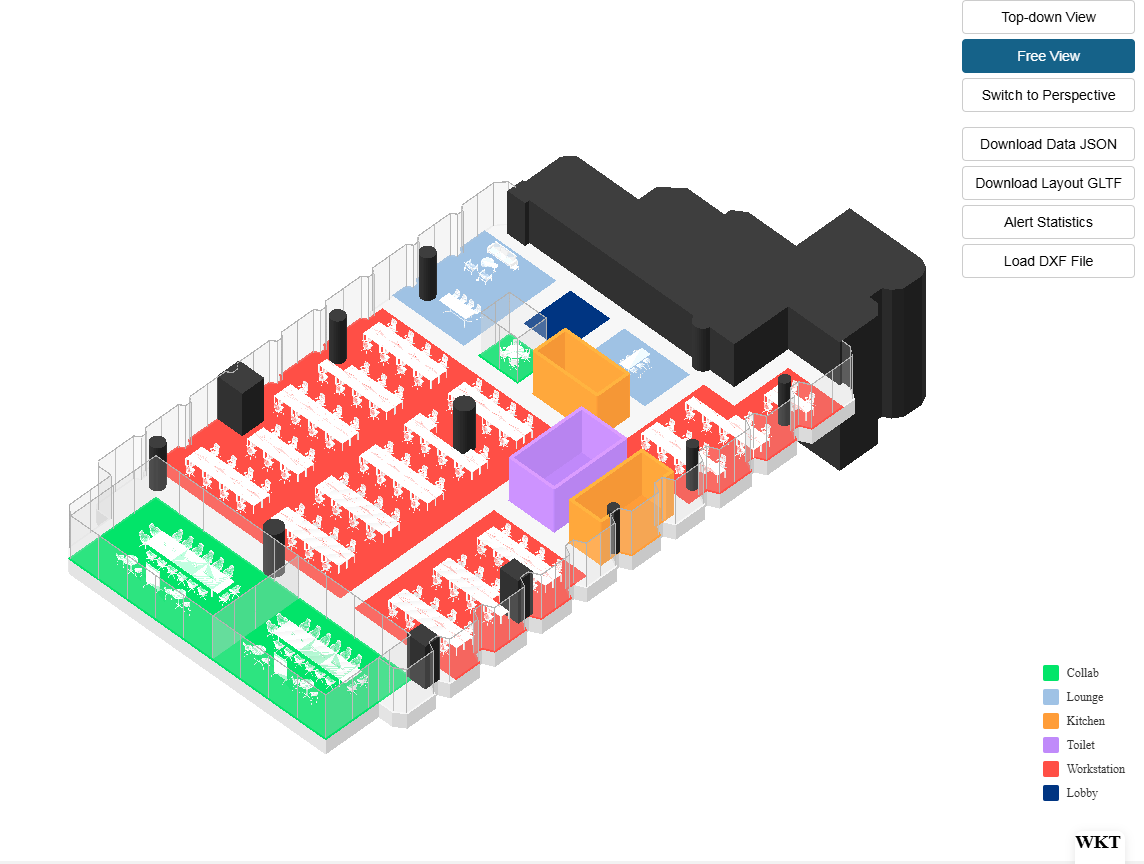 Top-down View
Free View
Switch to Perspective
Download Data JSON
Download Layout GLTF
Alert Statistics
Load DXF File
Collab
Lounge
Kitchen
Toilet
Workstation
Lobby
WKT